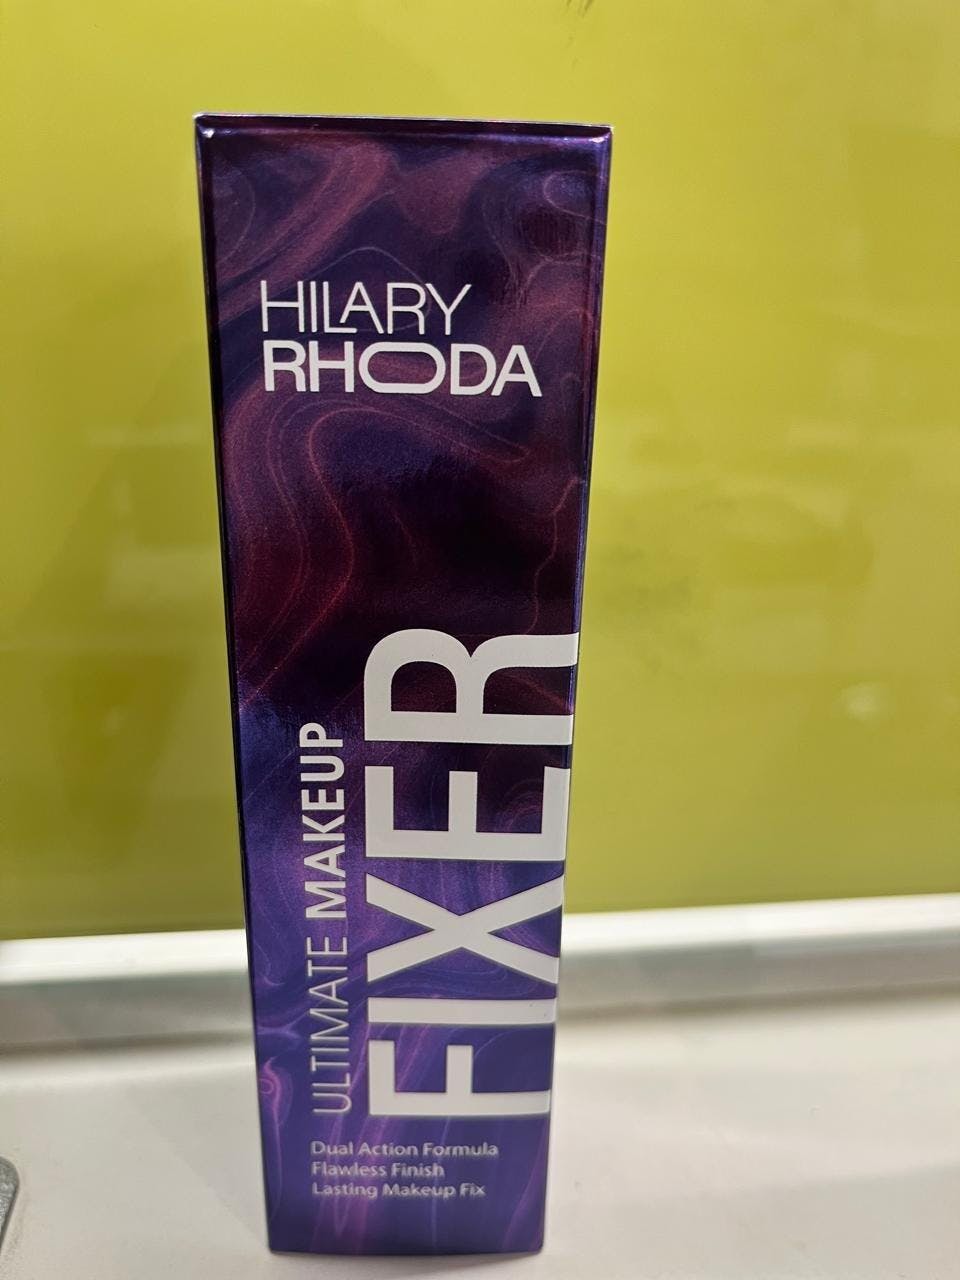 HILARY
RHODA
ULTIMATE MAKEUP
FIXER
Dual Action Formula
Flawless Finish
Lasting Makeup Fix